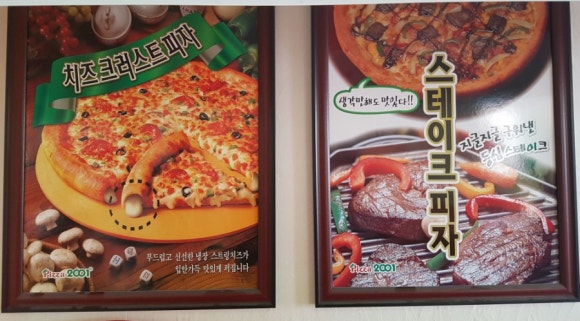 치즈크러스트피자
부드럽고 신선한 냉장 스트링치즈가
입안가득 맛있게 퍼집니다
Pizza 2001
스테이크 피자
생각만해도 맛있다!!
지글지글 구워낸
등심스테이크
Pizza 2001